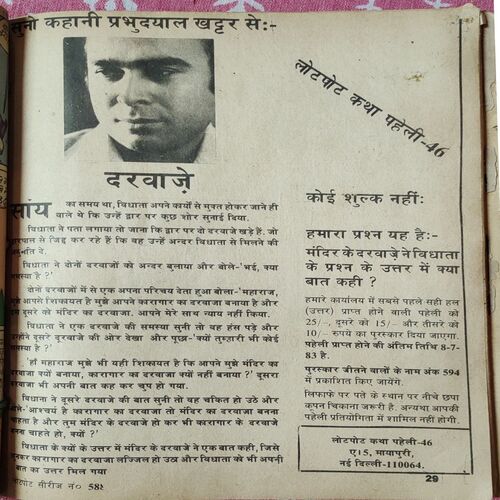 सुनो कहानी प्रभुदयाल खट्टर से:-
लोटपोट कथा पहेली-46
दरवाज़े
सांय का समय था, विधाता अपने कार्यो से मुक्त होकर जाने ही
वाले थे कि उन्हें द्वार पर कुछ शोर सुनाई दिया.
विधाता ने पता लगाया तो जाना कि द्वार पर दो दरवाजे खड़े हैं. जो
द्वारपाल से जिद्द कर रहे हैं कि वह उन्हें अन्दर विधाता से मिलने की
अनुमति दे.
विधाता ने दोनों दरवाजों को अन्दर बुलाया और बोले-'भई, क्या
समस्या है?'
दोनों दरवाजों में से एक अपना परिचय देता हुआ बोला-'महाराज,
मुझे आपसे शिकायत है मुझे आपने कारागार का दरवाजा बनाया है और
दूसरे को मंदिर का दरवाजा. आपने मेरे साथ न्याय नहीं किया.
विधाता ने एक दरवाजे की समस्या सुनी तो वह हंस पड़े और
उन्होंने दूसरे दरवाजे की ओर देखा और पूछा-'क्यों तुम्हारी भी कोई
समस्या है?'
'हाँ महाराज मुझे भी यही शिकायत है कि आपने मुझे मंदिर का
दरवाजा क्यों बनाया, कारागार का दरवाजा क्यों नहीं बनाया?' दूसरा
दरवाजा भी अपनी बात कह कर चुप हो गया.
विधाता ने दूसरे दरवाजे की बात सुनी तो वह चकित हो उठे और
बोले-'आश्चर्य है कारागार का दरवाजा तो मंदिर का दरवाजा बनना
चाहता है और तुम मंदिर के दरवाजे हो कर भी कारागार के दरवाजे
बनना चाहते हो, क्यों?'
विधाता के क्यों के उत्तर में मंदिर के दरवाजे ने एक बात कही, जिसे
सुनकर कारागार का दरवाजा लज्जित हो उठा और विधाता को भी अपनी
बात का उत्तर मिल गया
लोटपोट सीरीज नं०
कोई शुल्क नहीं:
हमारा प्रश्न यह है:-
मंदिर के दरवाज़े ने विधाता
के प्रश्न के उत्तर में क्या
बात कही ?
हमारे कार्यालय में सबसे पहले सही हल
(उत्तर) प्राप्त होने वाली पहेली को
25/-, दूसरे को 15/- और तीसरे को
10/- रुपये का पुरस्कार दिया जाएगा.
पहेली प्राप्त होने की अंतिम तिथि 8-7-
83 है.
पुरस्कार जीतने वालों के नाम अंक 594
में प्रकाशित किए जायेंगे.
लिफाफे पर पते के स्थान पर नीचे छपा
कूपन चिकाना जरूरी है. अन्यथा आपकी
पहेली प्रतियोगिता में शामिल नहीं होगी.
लोटपोट कथा पहेली-46
ए।5, मायापुरी,
नई दिल्ली-110064.
29